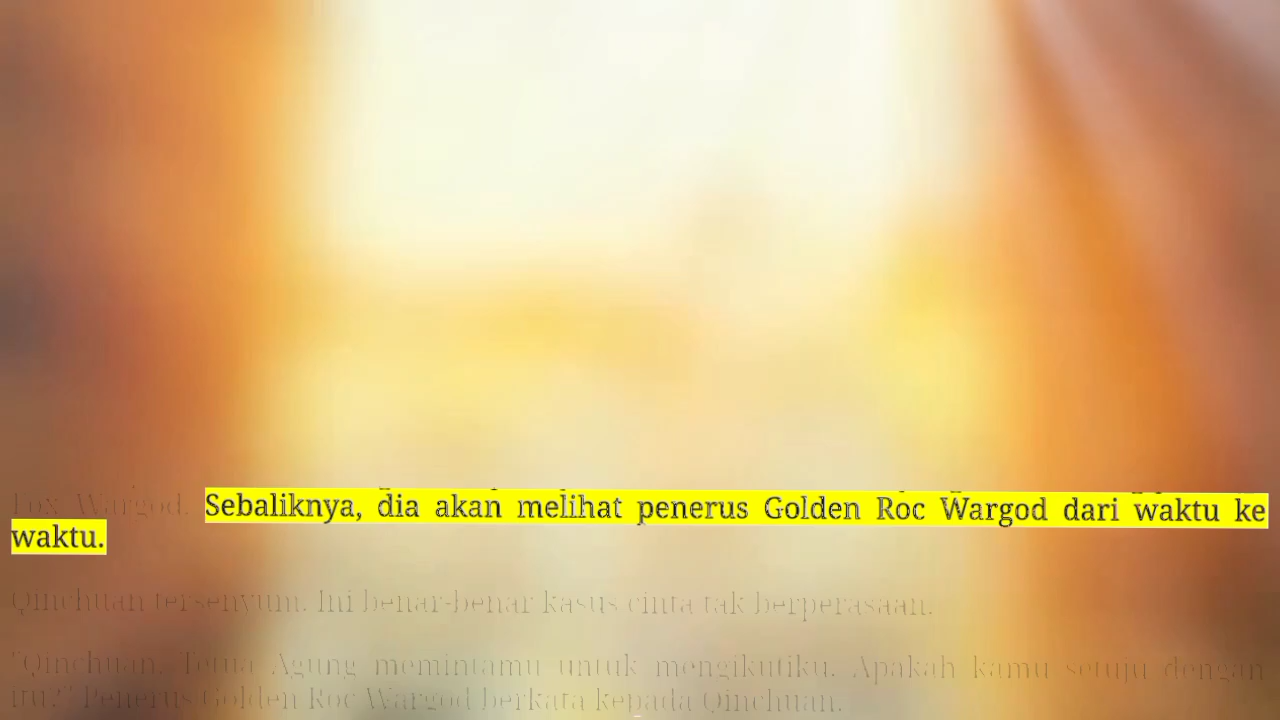 Fox Wargod. Sebaliknya, dia akan melihat penerus Golden Roc Wargod dari waktu ke
waktu.
Qinchuan tersenyum. Ini benar-benar kasus cinta tak berperasaan.
"Qinchuan, Tetua Agung memintamu untuk mengikutiku. Apakah kamu setuju dengan
itu?" Penerus Golden Roc Wargod berkata kepada Qinchuan.